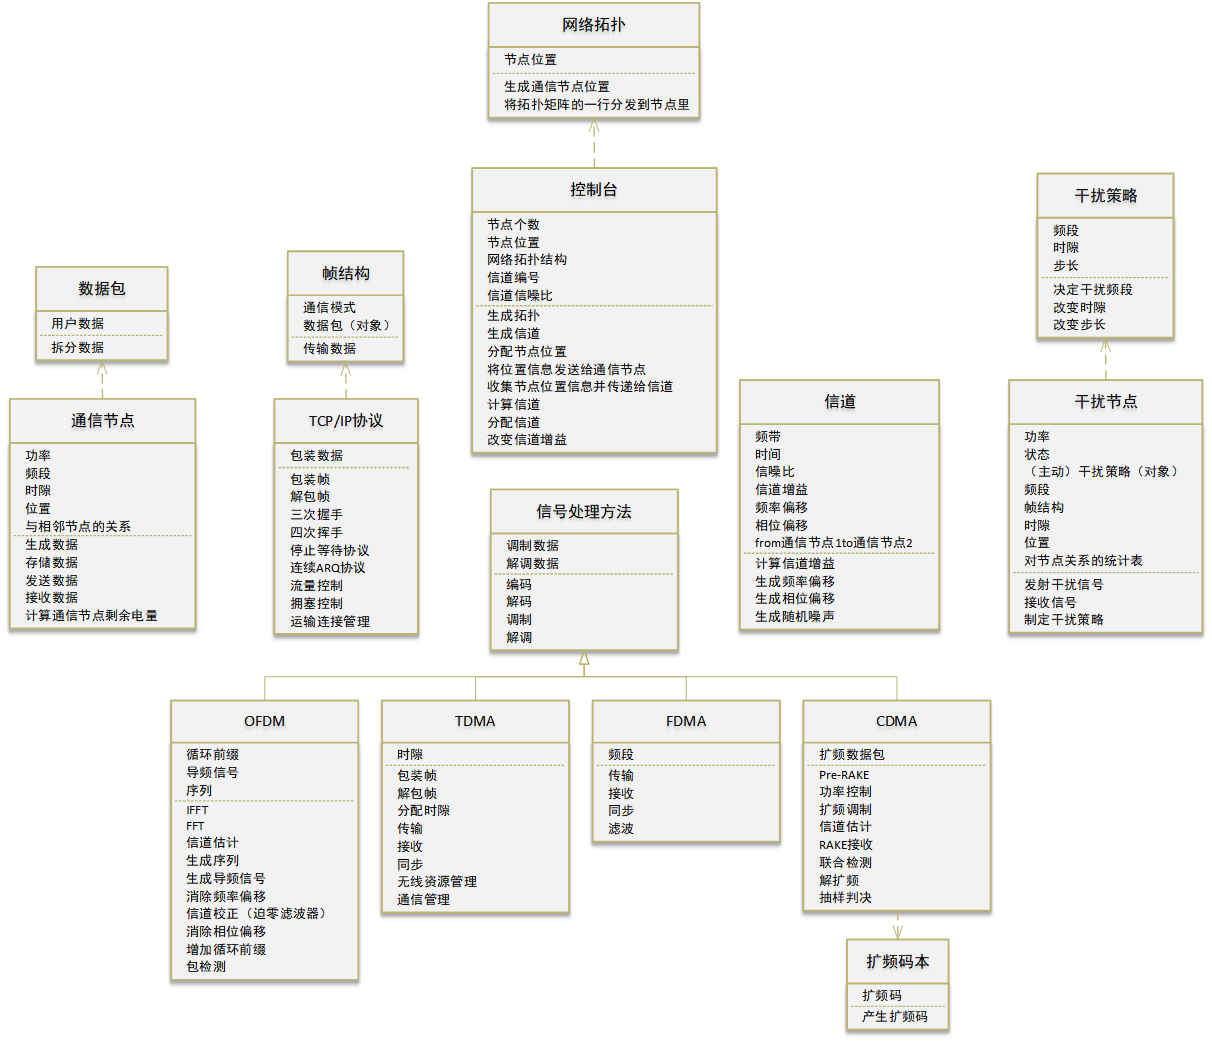 网络拓扑
节点位置
生成通信节点位置
将拓扑矩阵的一行分发到节点里
控制台
节点个数
节点位置
网络拓扑结构
信道编号
信道信噪比
生成拓扑
生成信道
分配节点位置
将位置信息发送给通信节点
收集节点位置信息并传递给信道
计算信道
分配信道
改变信道增益
干扰策略
频段
时隙
步长
决定干扰频段
改变时隙
改变步长
数据包
用户数据
拆分数据
帧结构
通信模式
数据包（对象）
传输数据
通信节点
功率
频段
时隙
位置
与相邻节点的关系
生成数据
存储数据
发送数据
接收数据
计算通信节点剩余电量
TCP/IP协议
包装数据
包装帧
解包帧
三次握手
四次挥手
停止等待协议
连续ARQ协议
流量控制
拥塞控制
运输连接管理
信号处理方法
调制数据
解调数据
编码
解码
调制
解调
信道
频带
时间
信噪比
信道增益
频率偏移
相位偏移
from通信节点1to通信节点2
计算信道增益
生成频率偏移
生成相位偏移
生成随机噪声
干扰节点
功率
状态
（主动）干扰策略（对象）
频段
帧结构
时隙
位置
对节点关系的统计表
发射干扰信号
接收信号
制定干扰策略
OFDM
循环前缀
导频信号
序列
IFFT
FFT
信道估计
生成序列
生成导频信号
消除频率偏移
信道校正（迫零滤波器）
消除相位偏移
增加循环前缀
包检测
TDMA
时隙
包装帧
解包帧
分配时隙
传输
接收
同步
无线资源管理
通信管理
FDMA
频段
传输
接收
同步
滤波
CDMA
扩频数据包
Pre-RAKE
功率控制
扩频调制
信道估计
RAKE接收
联合检测
解扩频
抽样判决
扩频码本
扩频码
产生扩频码